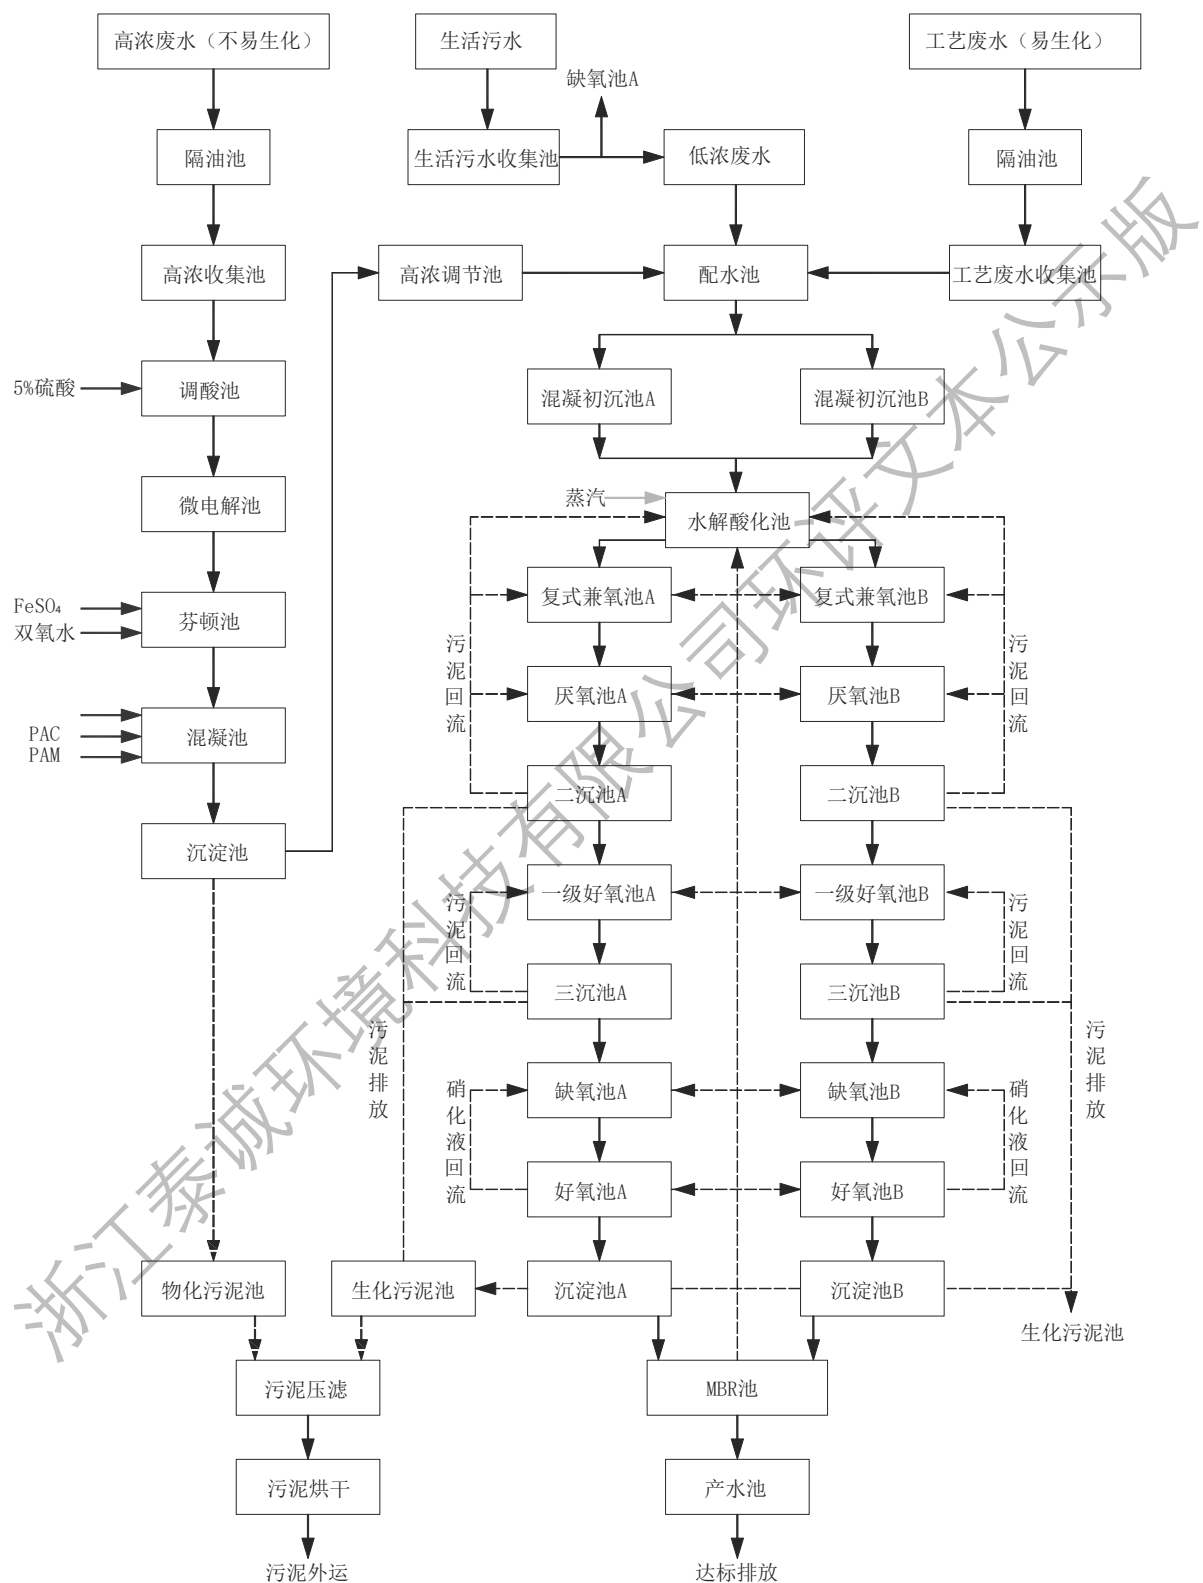 高浓废水（不易生化）
生活污水
工艺废水（易生化）
缺氧池A
隔油池
生活污水收集池
低浓废水
隔油池
高浓收集池
高浓调节池
配水池
工艺废水收集池
5%硫酸
调酸池
混凝初沉池A
混凝初沉池B
微电解池
蒸汽
水解酸化池
FeSO₄
双氧水
芬顿池
复式兼氧池A
复式兼氧池B
污泥回流
污泥回流
厌氧池A
厌氧池B
PAC
PAM
混凝池
二沉池A
二沉池B
沉淀池
一级好氧池A
一级好氧池B
污泥回流
污泥回流
三沉池A
三沉池B
污泥排放
污泥排放
缺氧池A
缺氧池B
硝化液回流
硝化液回流
好氧池A
好氧池B
物化污泥池
生化污泥池
沉淀池A
沉淀池B
生化污泥池
污泥压滤
MBR池
污泥烘干
产水池
污泥外运
达标排放
浙江泰诚环境科技有限公司环评文本公示版